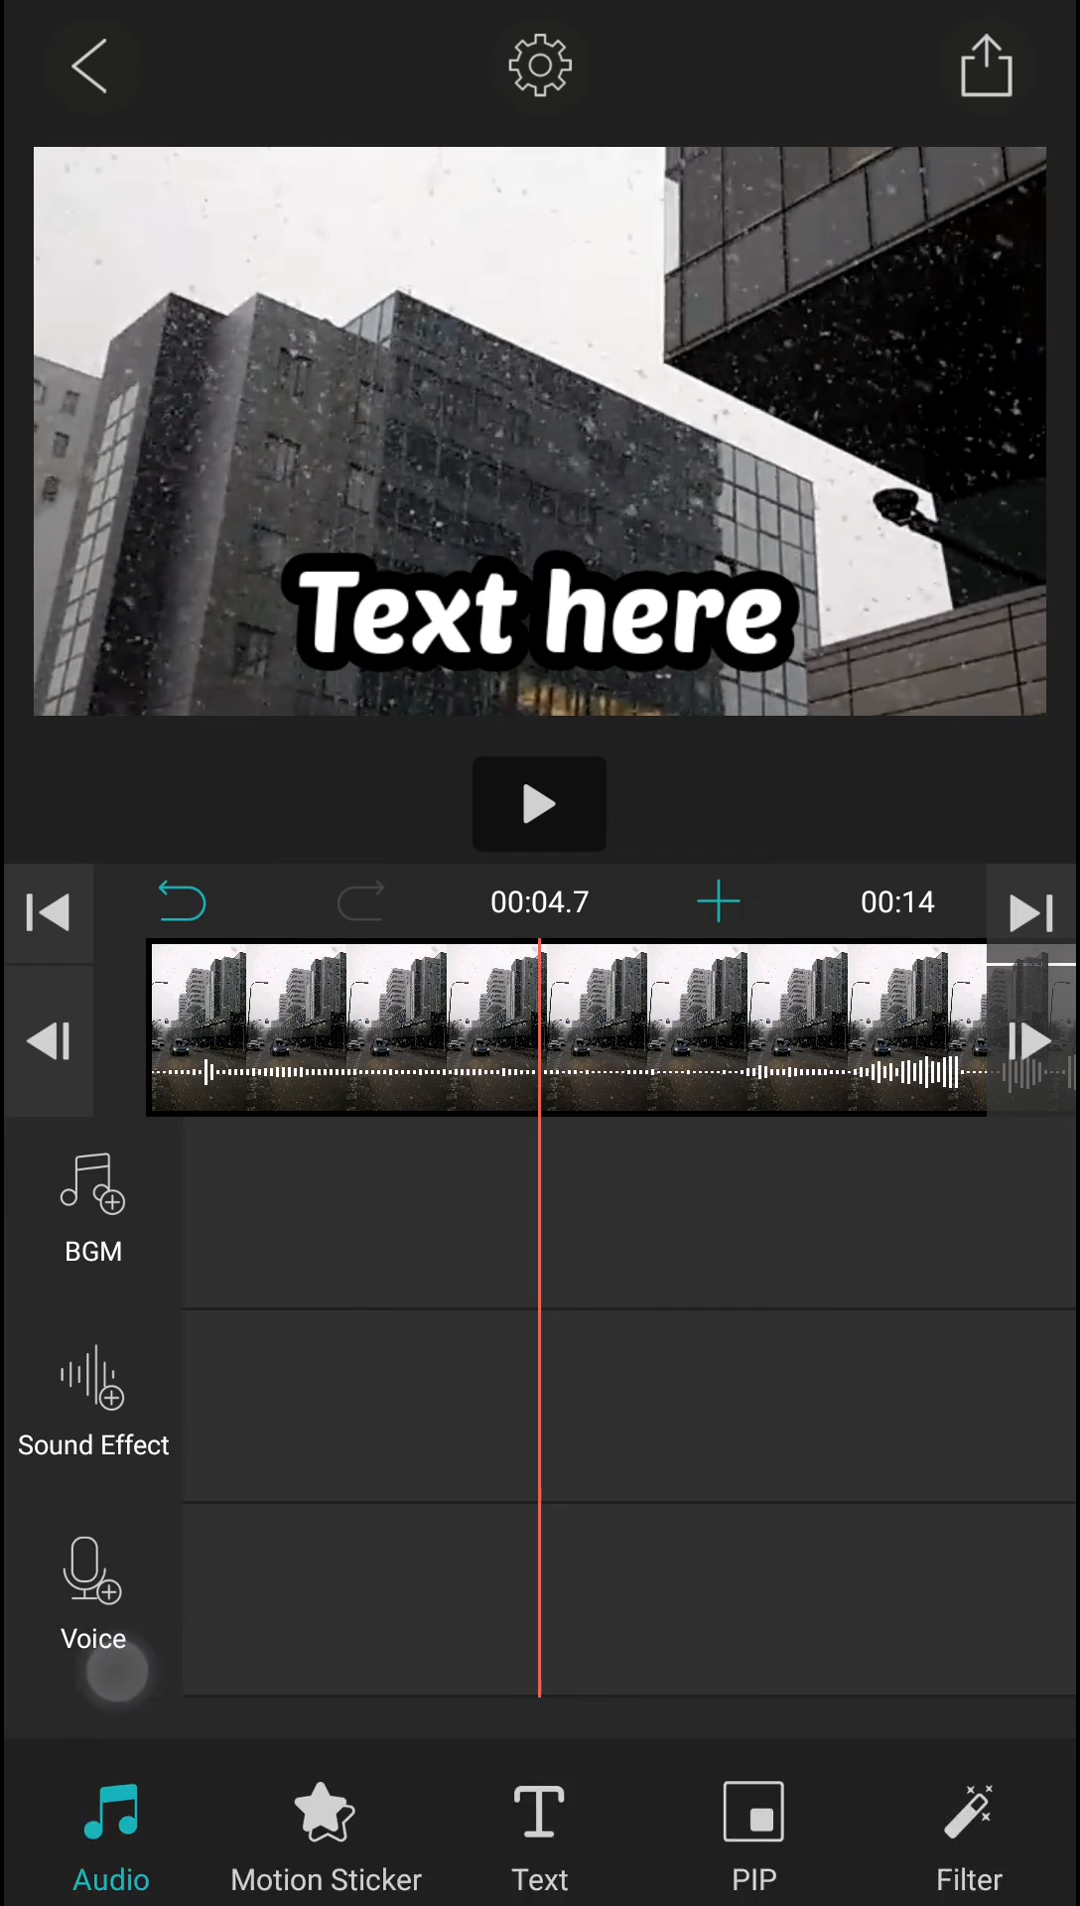 Text here
00:04.7
00:14
BGM
Sound Effect
Voice
Audio
Motion Sticker
Text
PIP
Filter